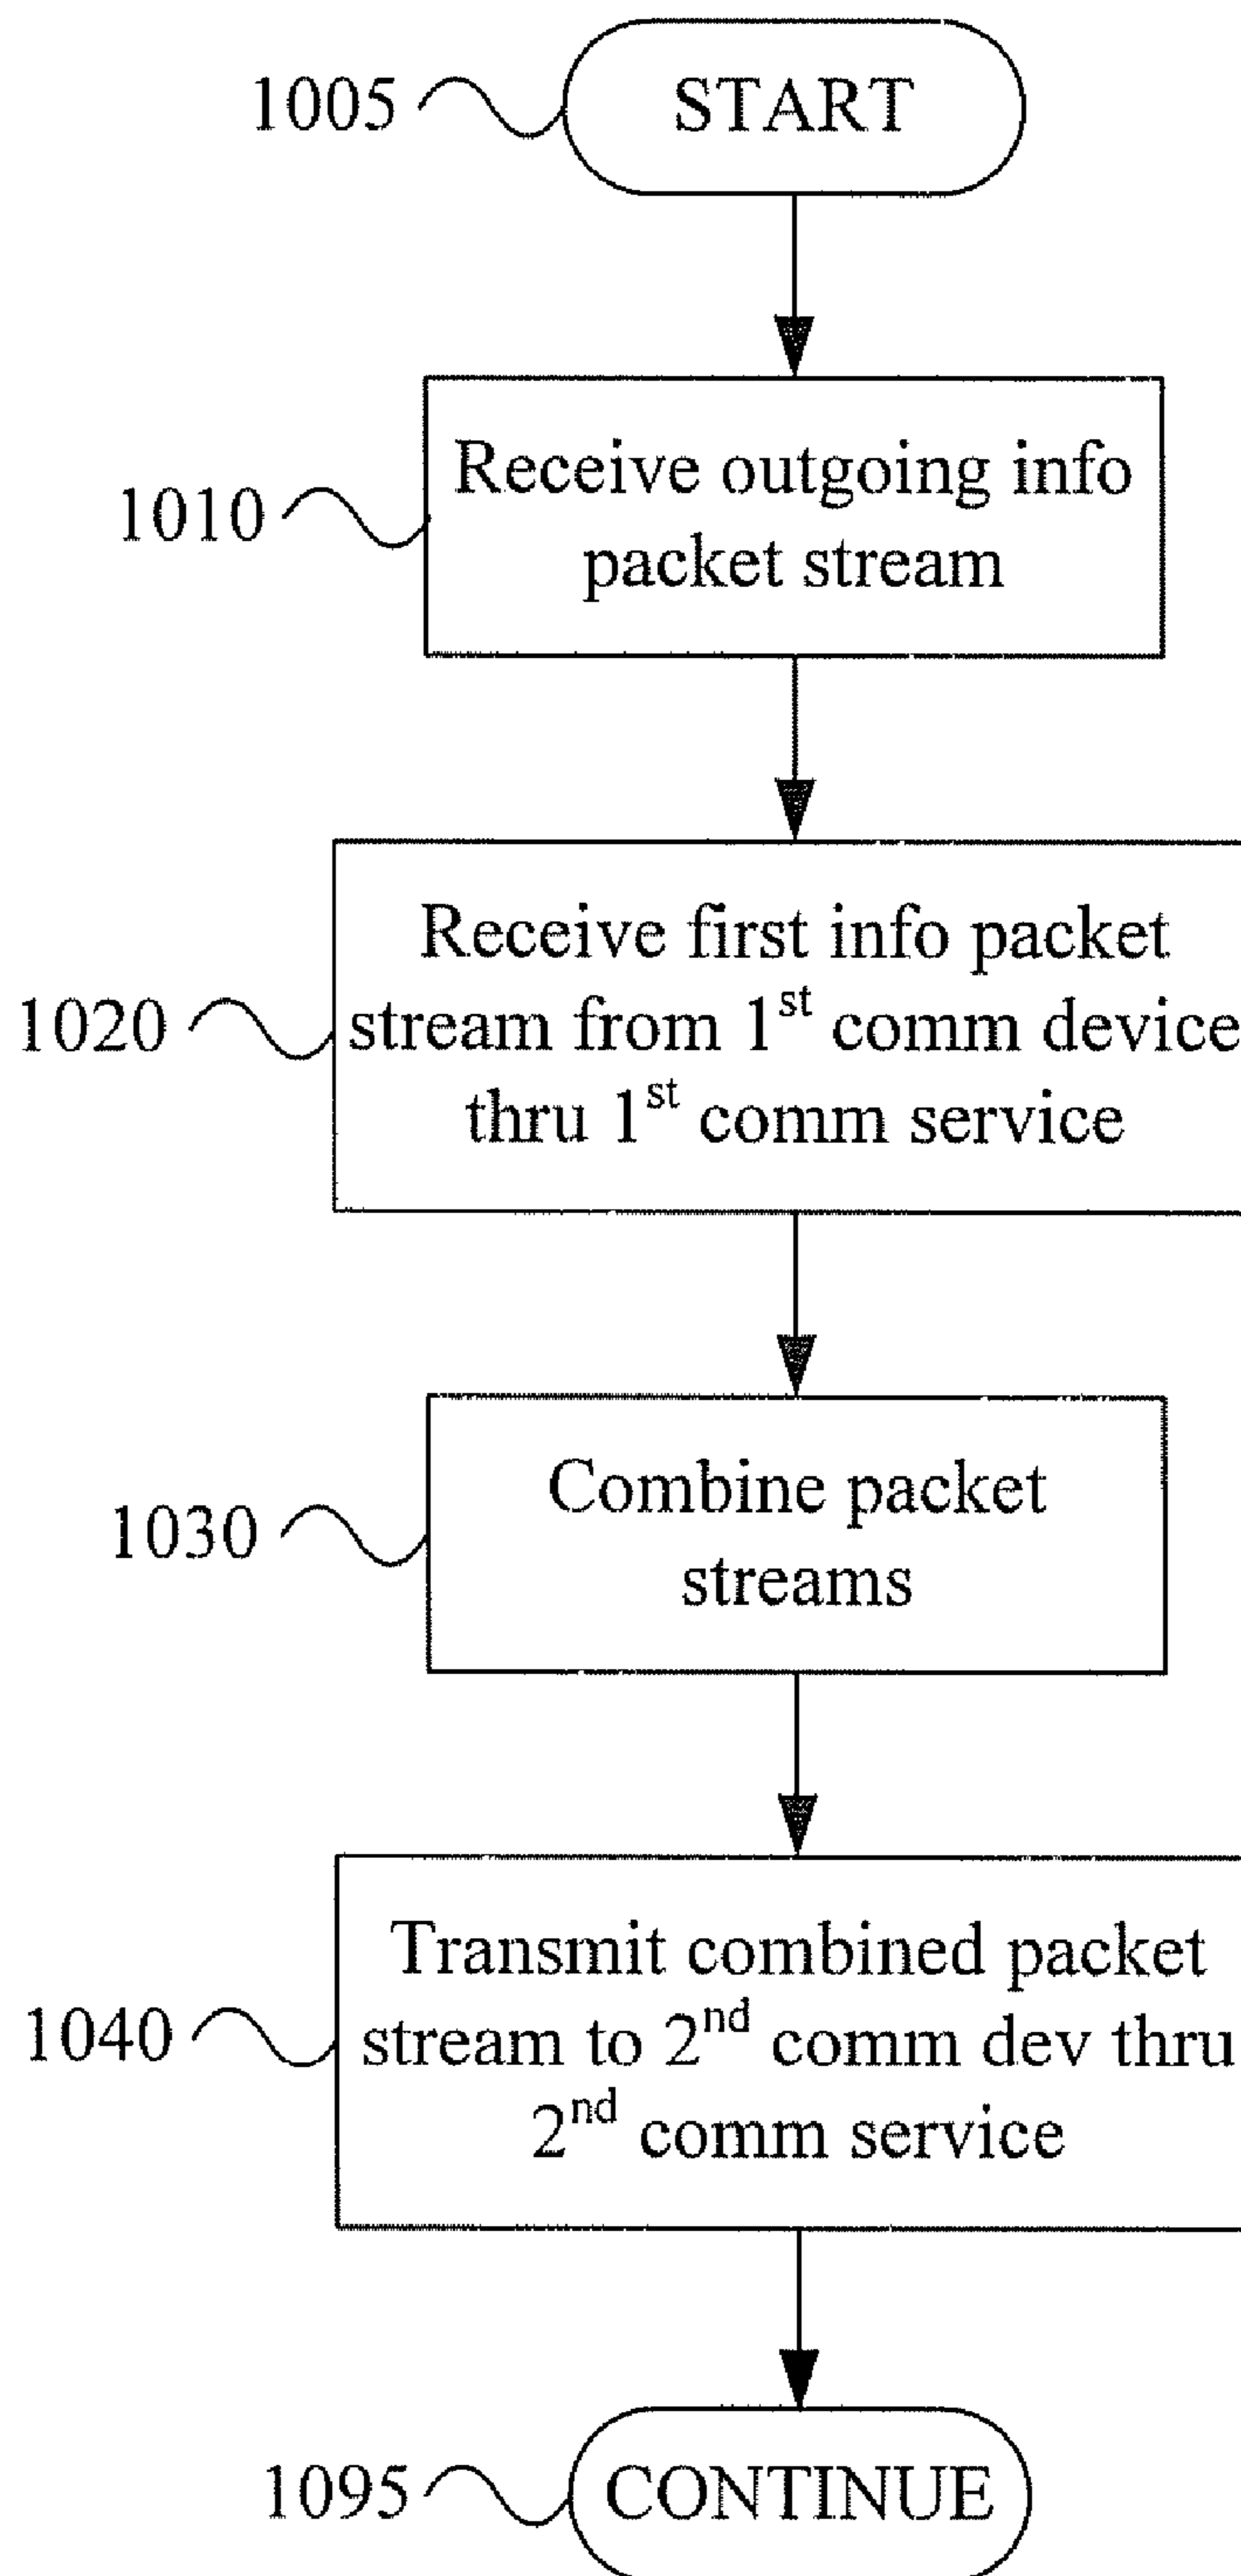 1005
START
1010
Receive outgoing info
packet stream
1020
Receive first info packet
stream from 1st comm device
thru 1st comm service
1030
Combine packet
streams
1040
Transmit combined packet
stream to 2nd comm dev thru
2nd comm service
1095
CONTINUE